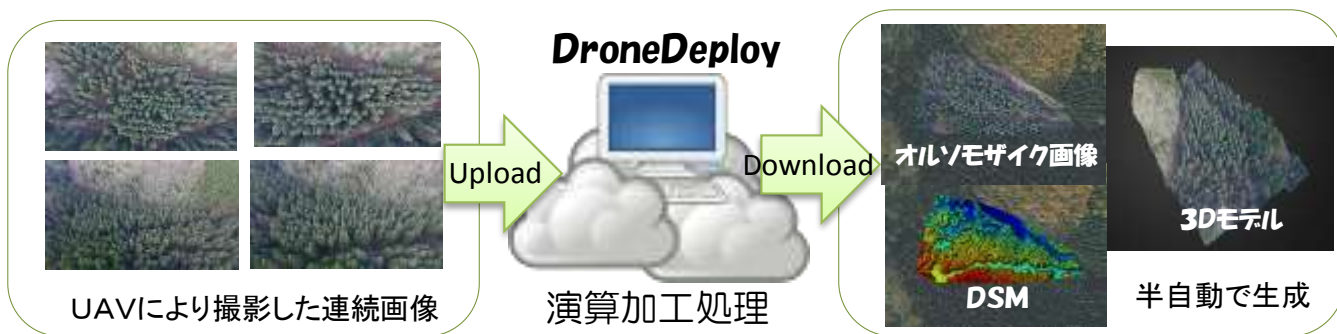 DroneDeploy
Upload
Download
オルソモザイク画像
3Dモデル
DSM
UAVにより撮影した連続画像
演算加工処理
半自動で生成